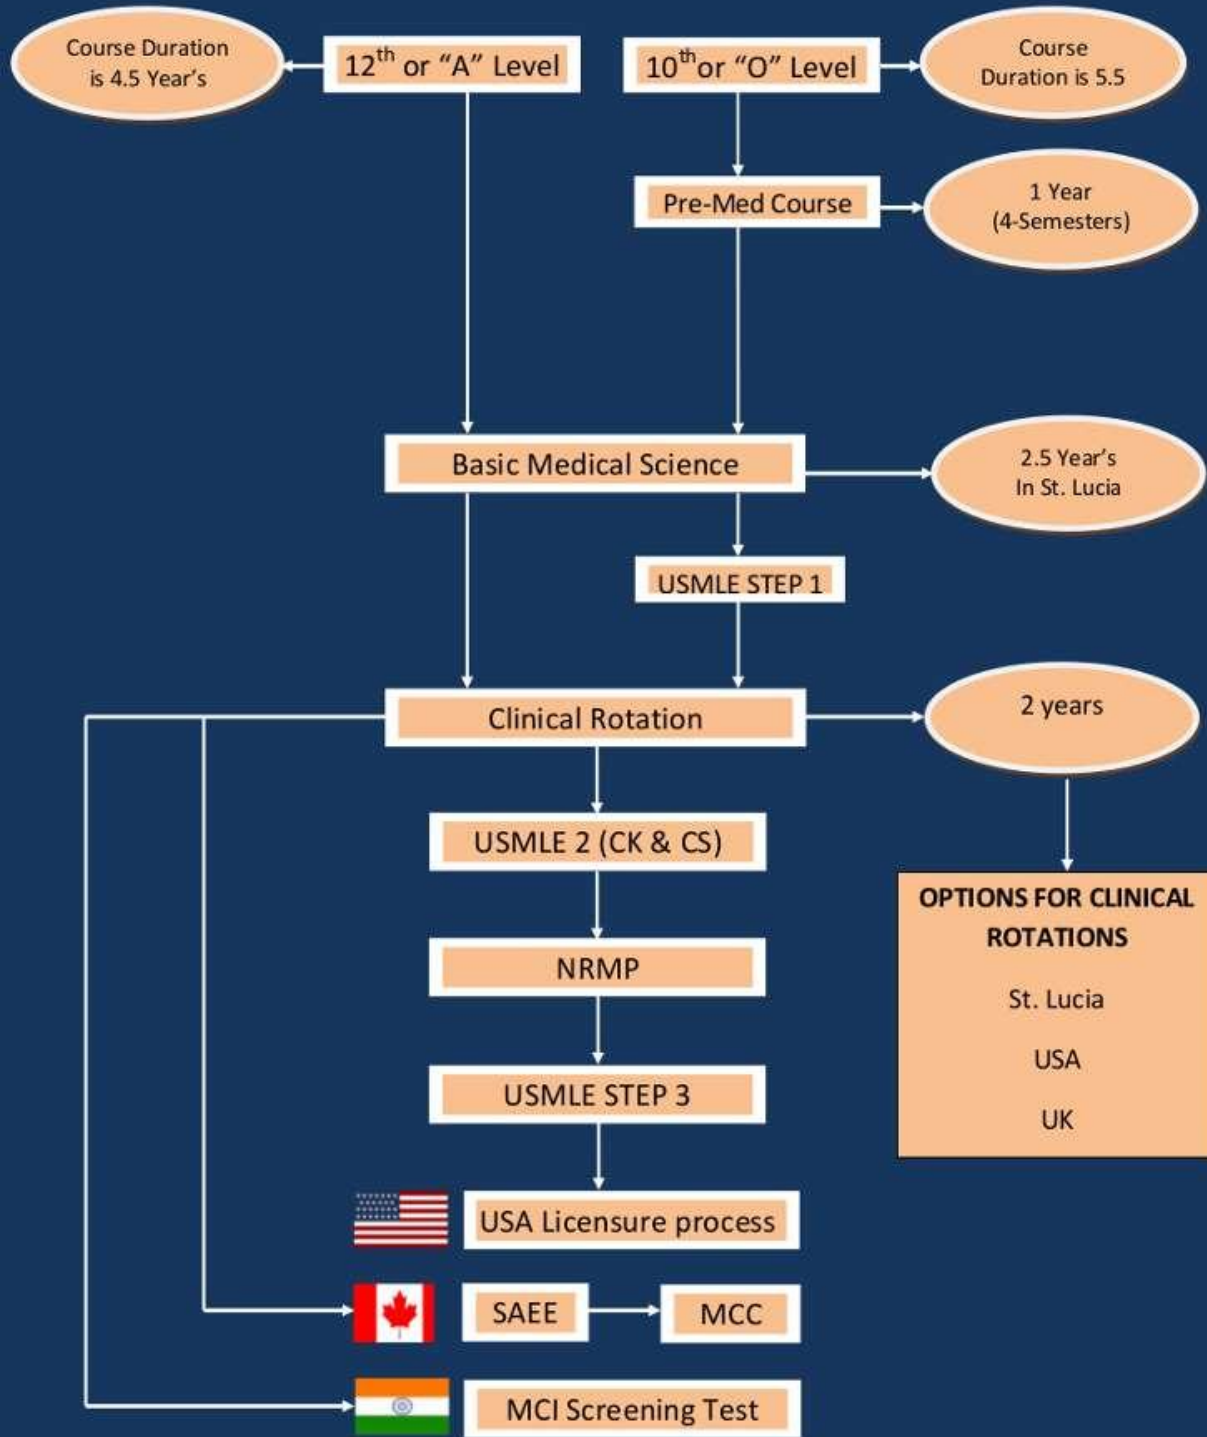 Course Duration
is 4.5 Year's
12th or “A” Level
10th or “O” Level
Course
Duration is 5.5
Pre-Med Course
1 Year
(4-Semesters)
Basic Medical Science
2.5 Year's
In St. Lucia
USMLE STEP 1
Clinical Rotation
2 years
USMLE 2 (CK & CS)
OPTIONS FOR CLINICAL
ROTATIONS
St. Lucia
USA
UK
NRMP
USMLE STEP 3
USA Licensure process
SAEE
MCC
MCI Screening Test